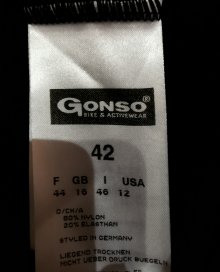 GONSO®
BIKE & ACTIVEWEAR
42
F GB I USA
44 16 46 12
D/CH/A
80% NYLON
20% ELASTHAN
STYLED IN GERMANY
LIEGEND TROCKNEN
NICHT UEBER DRUCK BUEGELN